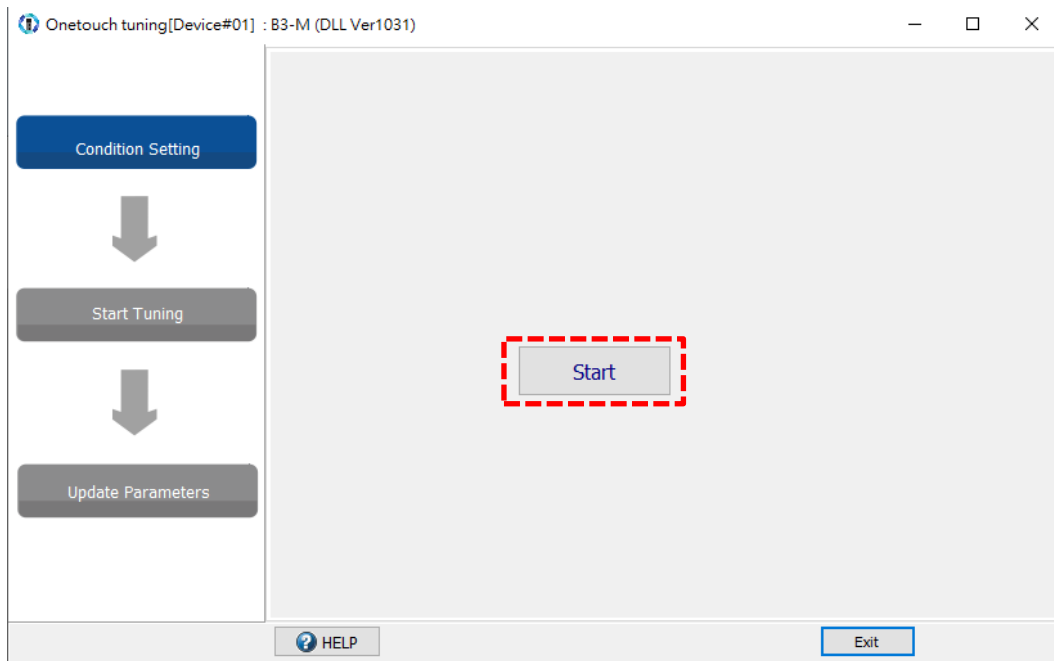 Onetouch tuning[Device#01] : B3-M (DLL Ver1031)
Condition Setting
Start Tuning
Start
Update Parameters
HELP
Exit